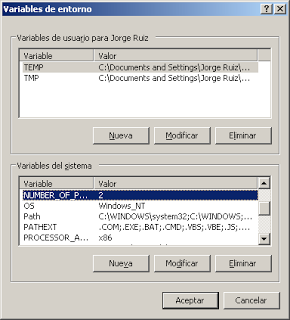 Variables de entorno
Variables de usuario para Jorge Ruiz
Variable Valor
TEMP C:\Documents and Settings\Jorge Ruiz\...
TMP C:\Documents and Settings\Jorge Ruiz\...
Nueva Modificar Eliminar
Variables del sistema
Variable Valor
NUMBER_OF_P... 2
OS Windows_NT
Path C:\WINDOWS\system32;C:\WINDOWS;...
PATHEXT .COM;.EXE;.BAT;.CMD;.VBS;.VBE;.JS;....
PROCESSOR_A... x86
Nueva Modificar Eliminar
Aceptar Cancelar